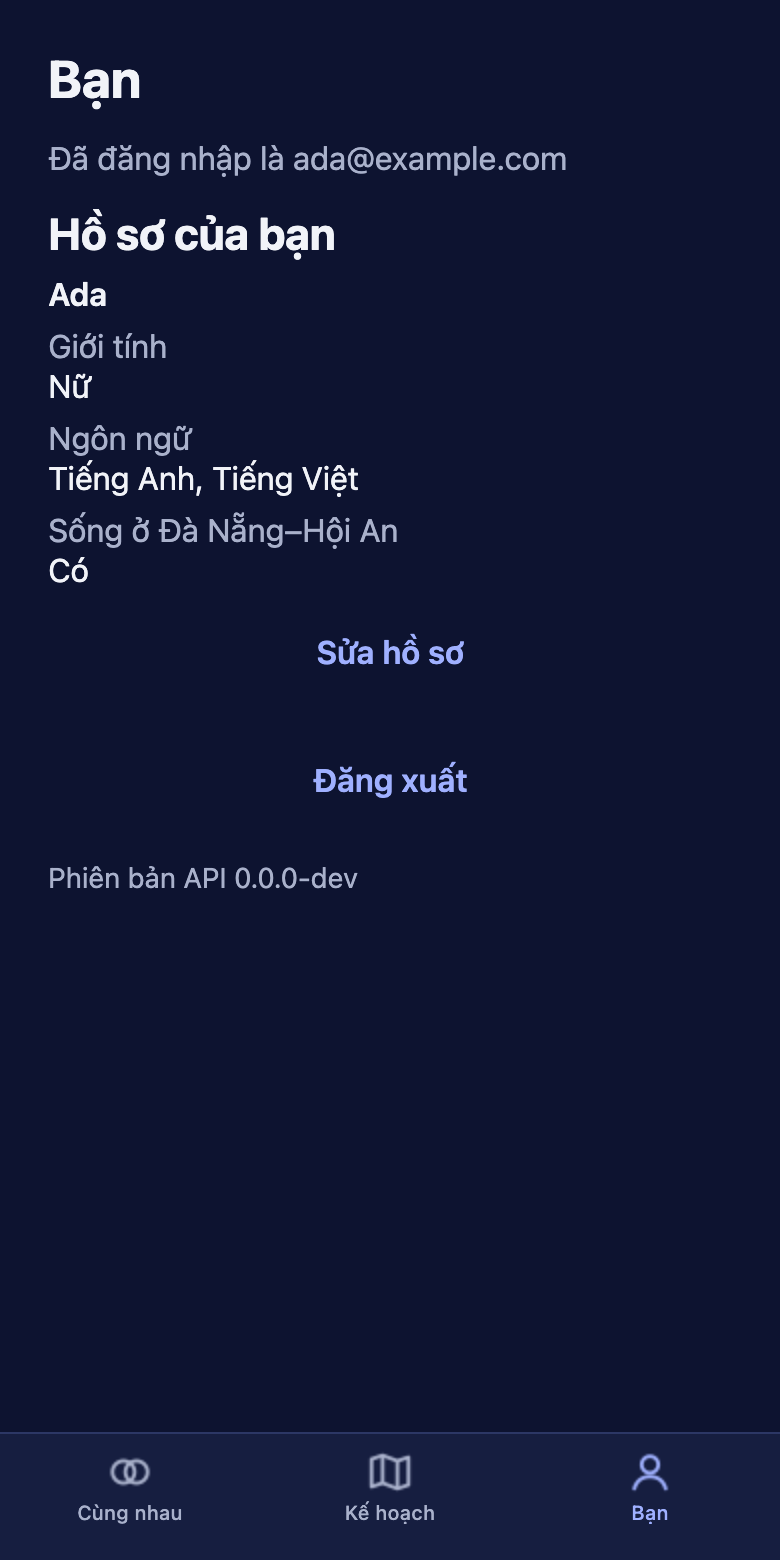 Bạn
Đã đăng nhập là ada@example.com
Hồ sơ của bạn
Ada
Giới tính
Nữ
Ngôn ngữ
Tiếng Anh, Tiếng Việt
Sống ở Đà Nẵng–Hội An
Có
Sửa hồ sơ
Đăng xuất
Phiên bản API 0.0.0-dev
Cùng nhau
Kế hoạch
Bạn